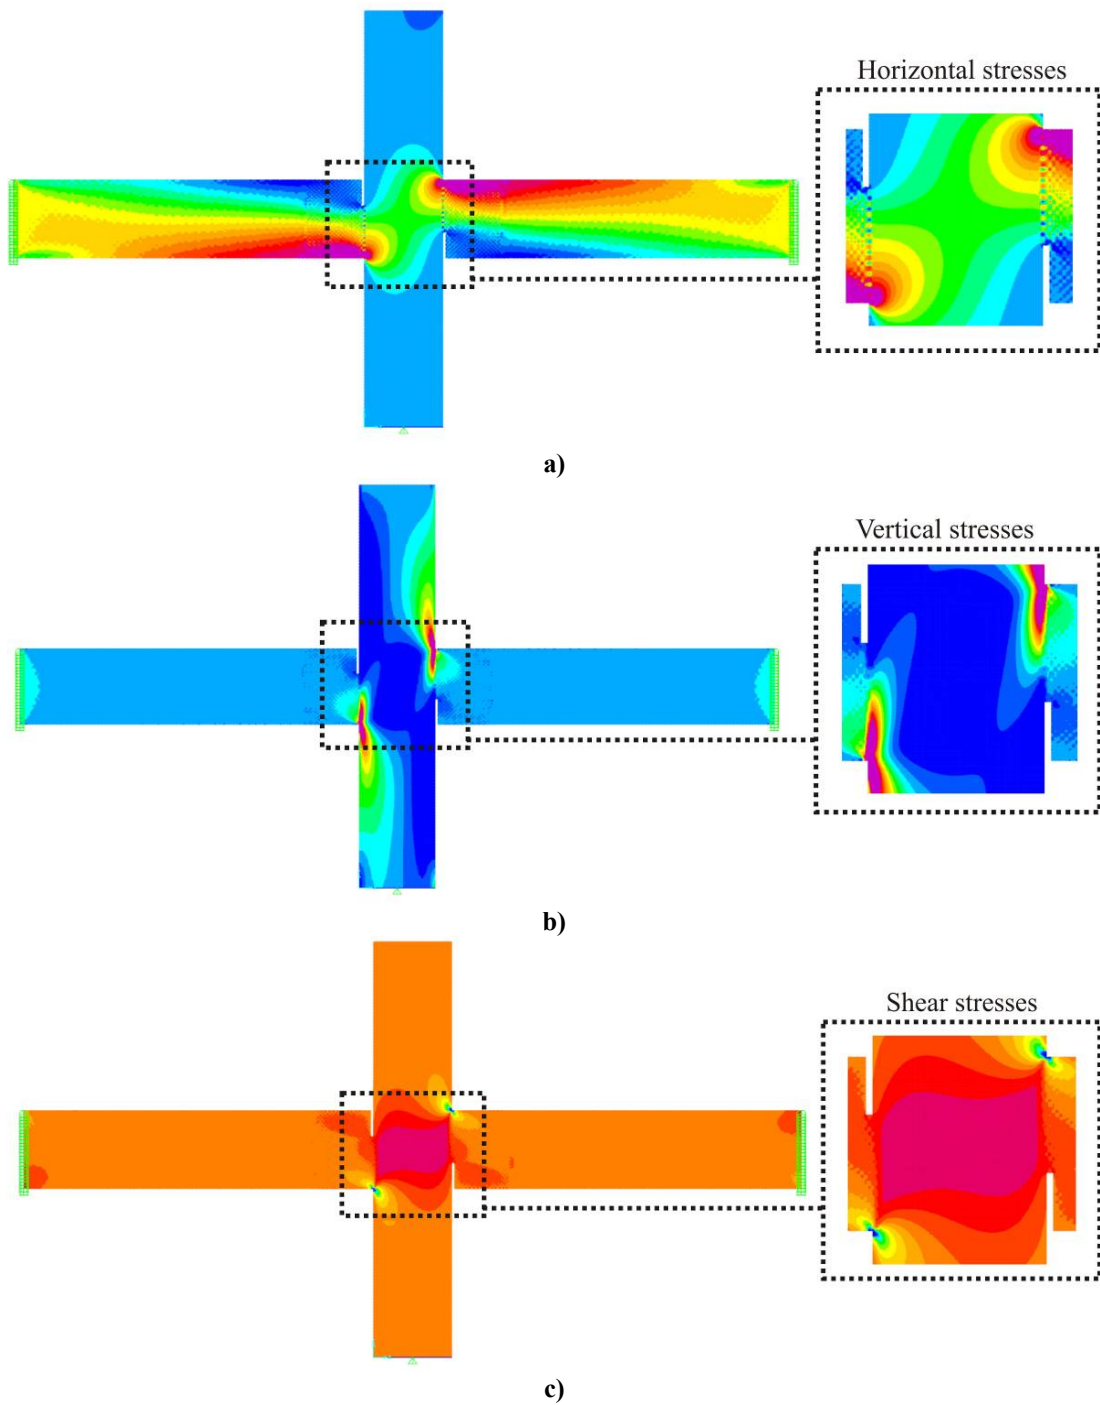 Horizontal stresses
a)
Vertical stresses
b)
Shear stresses
c)